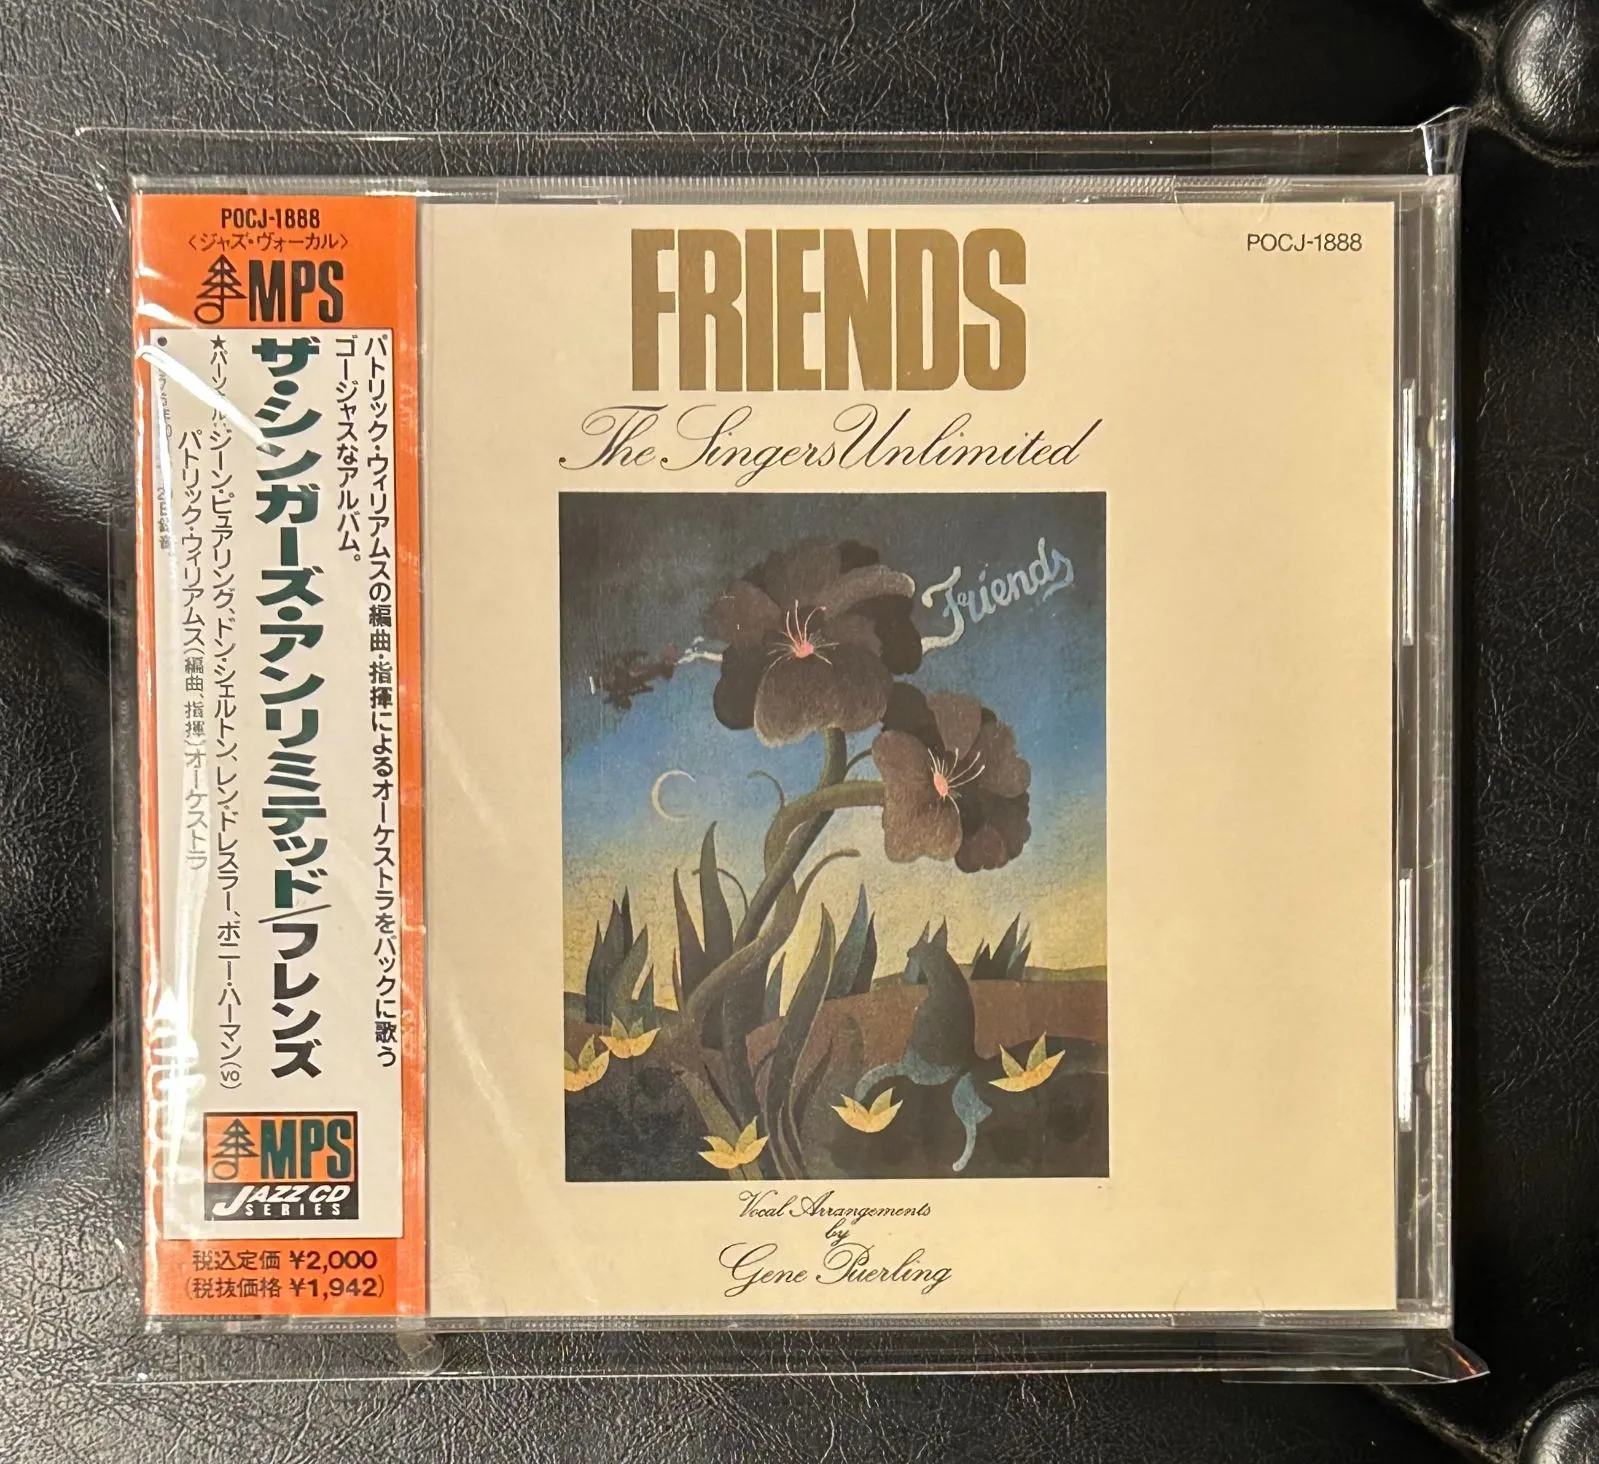 POCJ-1888
〈ジャズ・ヴォーカル〉
MPS
パトリック・ウィリアムスの編曲・指揮によるオーケストラをバックに歌う
ゴージャスなアルバム。
ザ・シンガーズ・アンリミテッド/フレンズ
★パーソネル:ジーン・ピュアリング、ドン・シェルトン、レン・ドレスラー、ボニー・ハーマン(vo)
パトリック・ウィリアムス(編曲、指揮)オーケストラ
MPS
JAZZ CD
SERIES
税込定価 ¥2,000
(税抜価格 ¥1,942)
FRIENDS
POCJ-1888
The Singers Unlimited
Friends
Vocal Arrangements
by
Gene Puerling